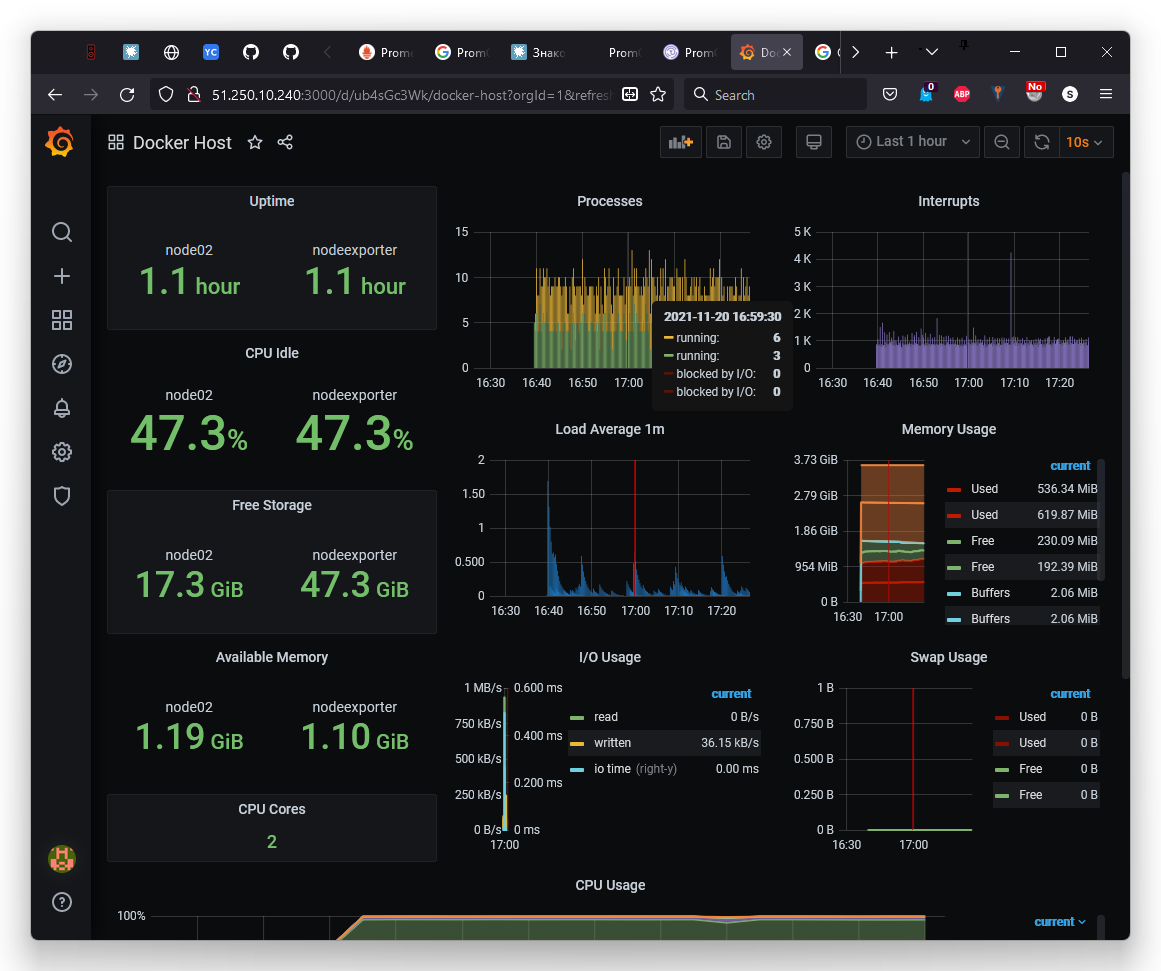 YC
Prome
Prom
Знако
Prom
Prom
Doc
51.250.10.240:3000/d/ub4sGc3Wk/docker-host?orgId=1&refres
Search
0
ABP
No
S
Docker Host
Last 1 hour
10s
Uptime
node02
nodeexporter
1.1 hour
1.1 hour
CPU Idle
node02
nodeexporter
47.3%
47.3%
Free Storage
node02
nodeexporter
17.3 GiB
47.3 GiB
Available Memory
node02
nodeexporter
1.19 GiB
1.10 GiB
CPU Cores
2
Processes
15
10
5
0
16:30 16:40 16:50 17:00
2021-11-20 16:59:30
running: 6
running: 3
blocked by I/O: 0
blocked by I/O: 0
Interrupts
5 K
4 K
3 K
2 K
1 K
0
16:30 16:40 16:50 17:00 17:10 17:20
Load Average 1m
2
1.50
1
0.500
0
16:30 16:40 16:50 17:00 17:10 17:20
Memory Usage
3.73 GiB
2.79 GiB
1.86 GiB
954 MiB
0 B
16:30 17:00
current
Used 536.34 MiB
Used 619.87 MiB
Free 230.09 MiB
Free 192.39 MiB
Buffers 2.06 MiB
Buffers 2.06 MiB
I/O Usage
1 MB/s 0.600 ms
750 kB/s
0.400 ms
500 kB/s
0.200 ms
250 kB/s
0 B/s 0 ms
17:00
current
read 0 B/s
written 36.15 kB/s
io time (right-y) 0.00 ms
Swap Usage
1 B
0.750 B
0.500 B
0.250 B
0 B
16:30 17:00
current
Used 0 B
Used 0 B
Free 0 B
Free 0 B
CPU Usage
100%
current